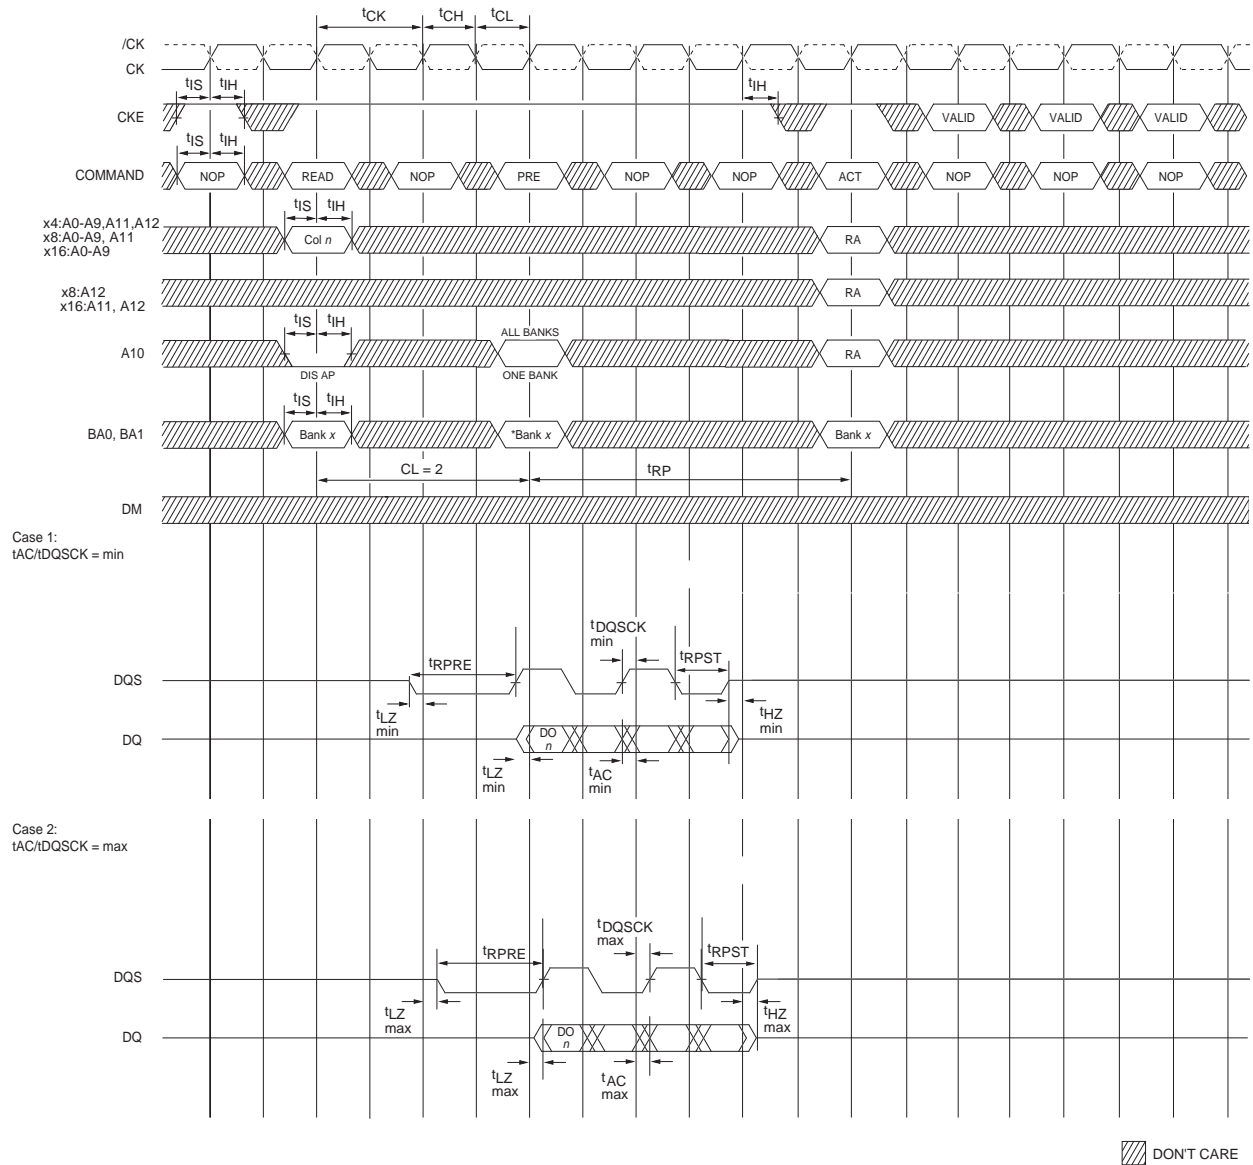 tCK tCH tCL
/CK
CK
tIS tIH tIH
CKE VALID VALID VALID
tIS tIH
COMMAND NOP READ NOP PRE NOP NOP ACT NOP NOP NOP
tIS tIH
x4:A0-A9,A11,A12
x8:A0-A9, A11
x16:A0-A9
Col n RA
x8:A12
x16:A11, A12
RA
tIS tIH ALL BANKS
A10 RA
DIS AP ONE BANK
tIS tIH
BA0, BA1 Bank x *Bank x Bank x
CL = 2 tRP
DM
Case 1:
tAC/tDQSCK = min
tDQSCK
min
tRPRE tRPST
DQS
tLZ
min
tHZ
min
DQ DO
n
tLZ
min
tAC
min
Case 2:
tAC/tDQSCK = max
tDQSCK
max
tRPRE tRPST
DQS
tLZ
max
tHZ
max
DQ DO
n
tLZ
max
tAC
max
DON'T CARE